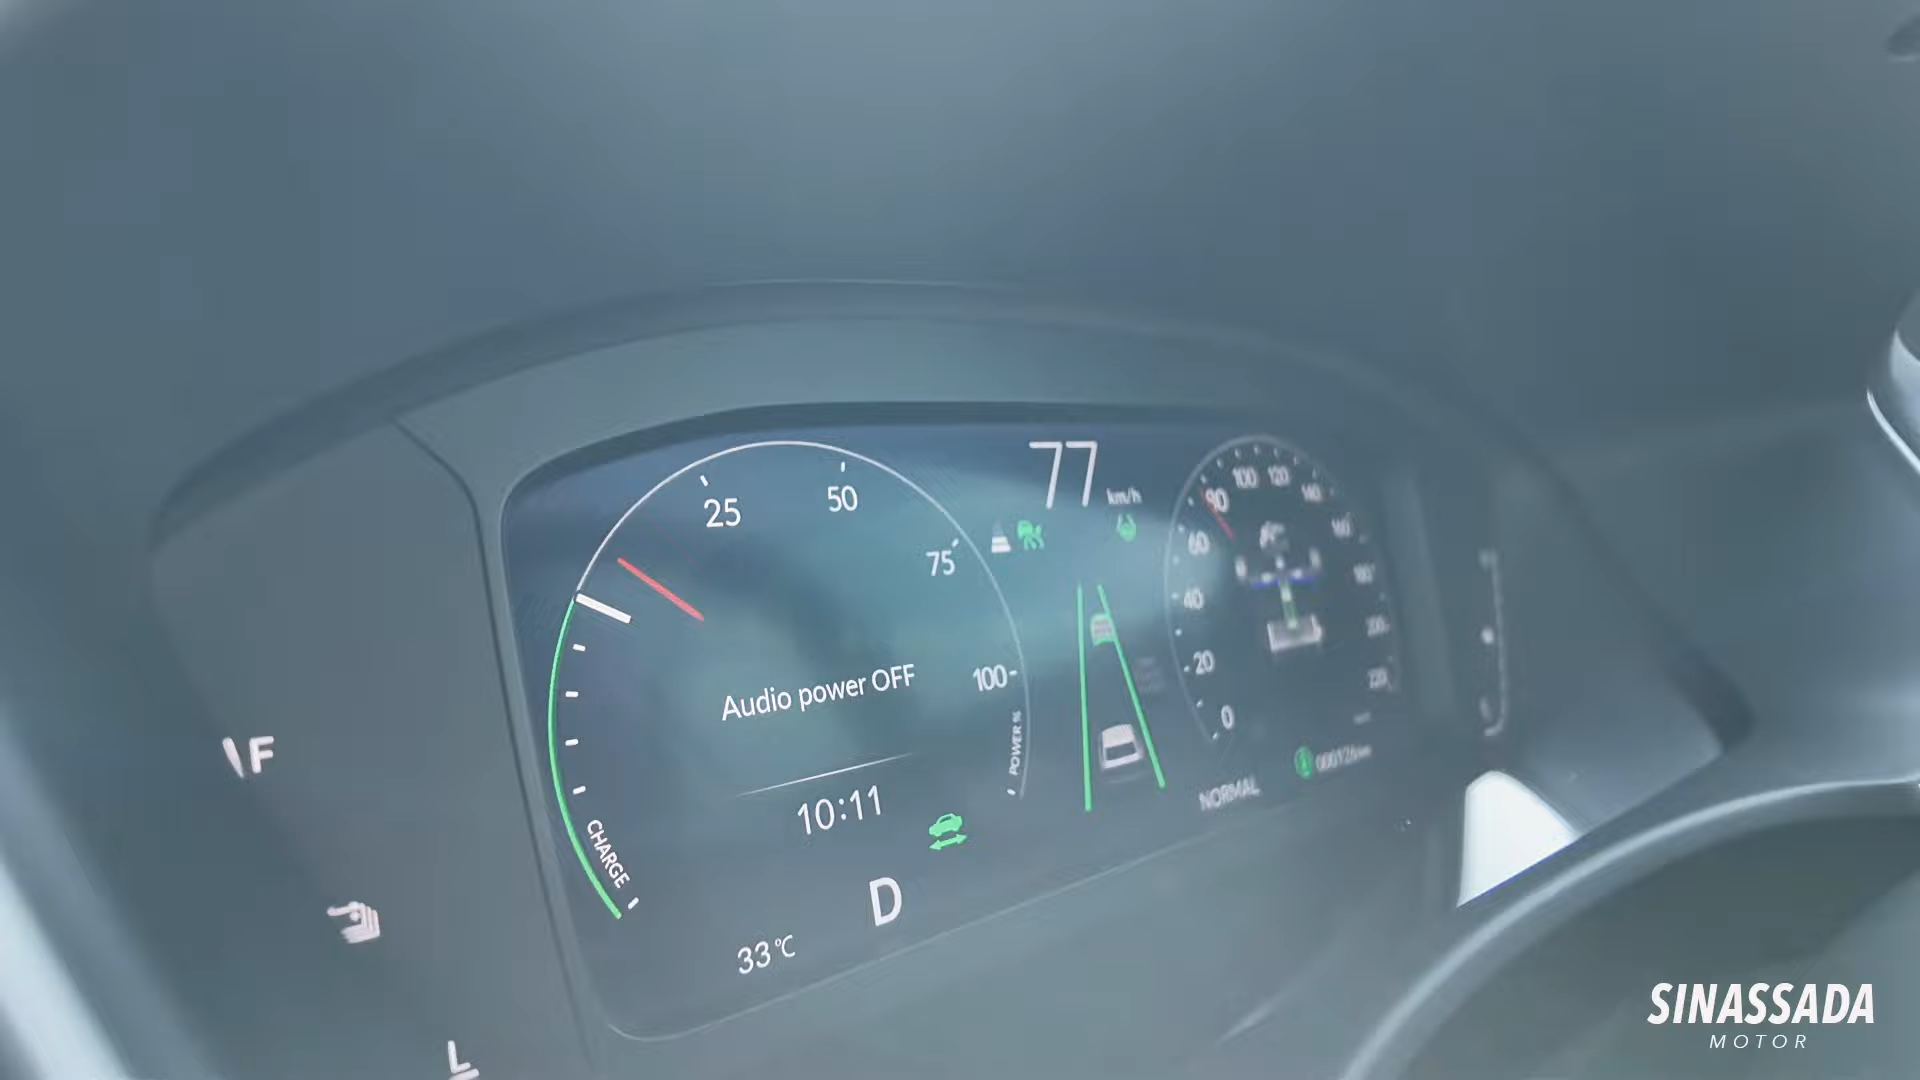 77
km/h
25
50
75
100
POWER %
CHARGE
Audio power OFF
10:11
D
33°C
F
L
0
20
40
60
80
100
120
140
160
180
200
220
NORMAL
SINASSADA
MOTOR